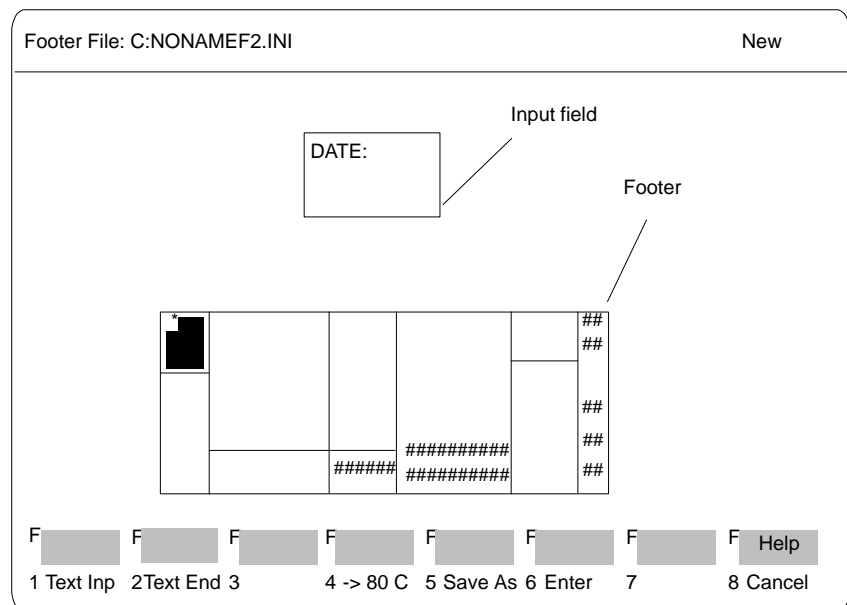 Footer File: C:NONAMEF2.INI New
Input field
DATE:
Footer
*
##
##
##
##########
##
######
##########
##
F F F F F F F F Help
1 Text Inp 2Text End 3 4 -> 80 C 5 Save As 6 Enter 7 8 Cancel